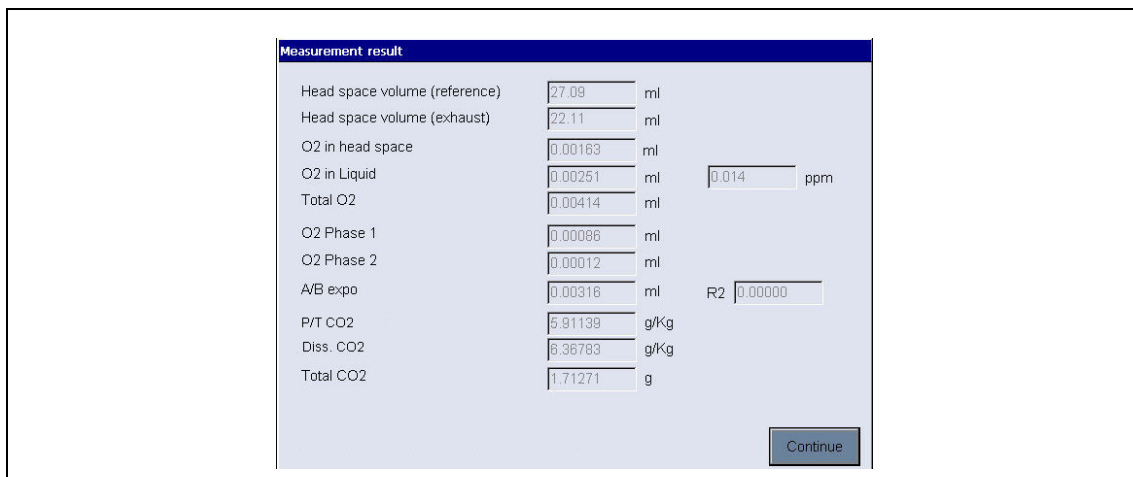 Measurement result
Head space volume (reference) 27.09 ml
Head space volume (exhaust) 22.11 ml
O2 in head space 0.00163 ml
O2 in Liquid 0.00251 ml 0.014 ppm
Total O2 0.00414 ml
O2 Phase 1 0.00086 ml
O2 Phase 2 0.00012 ml
A/B expo 0.00316 ml R2 0.00000
P/T CO2 5.91139 g/Kg
Diss. CO2 6.36783 g/Kg
Total CO2 1.71271 g
Continue